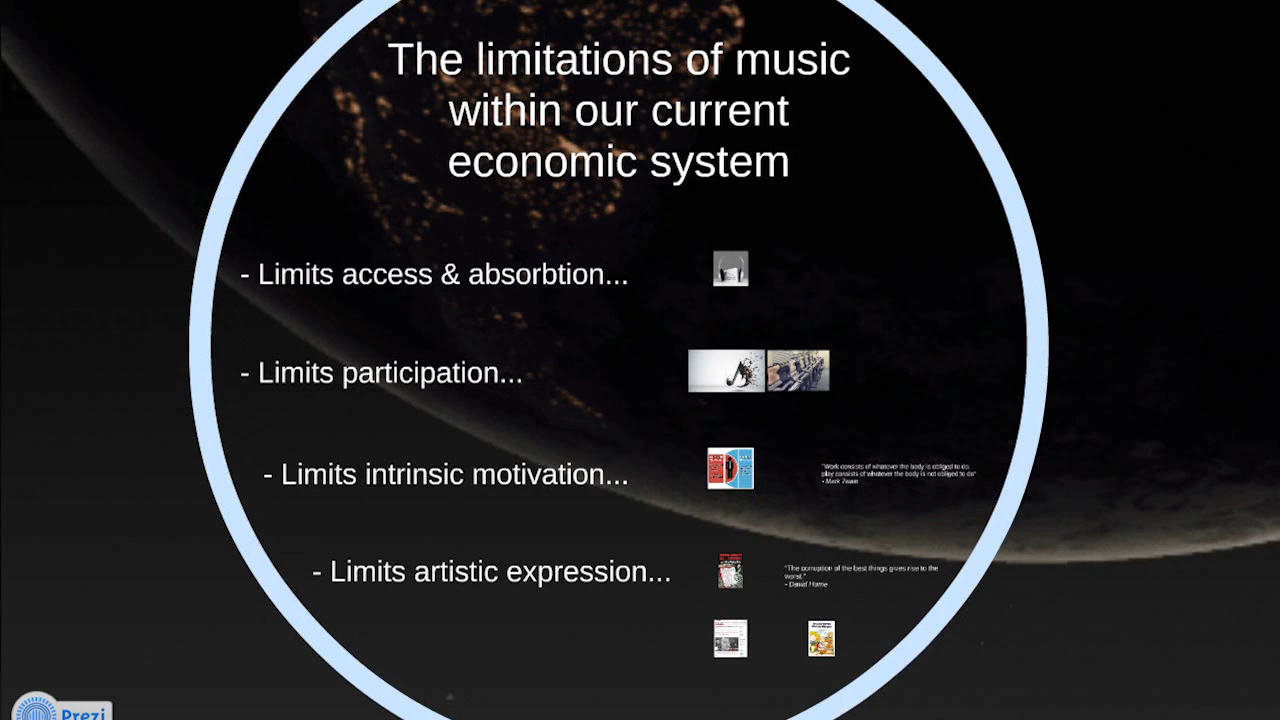 The limitations of music
within our current
economic system
- Limits access & absorbtion...
- Limits participation...
- Limits intrinsic motivation...
"Work consists of whatever the body is obliged to do,
play consists of whatever the body is not obliged to do"
- Mark Twain
- Limits artistic expression...
"The corruption of the best things gives rise to the
worst."
- David Hume
Prezi